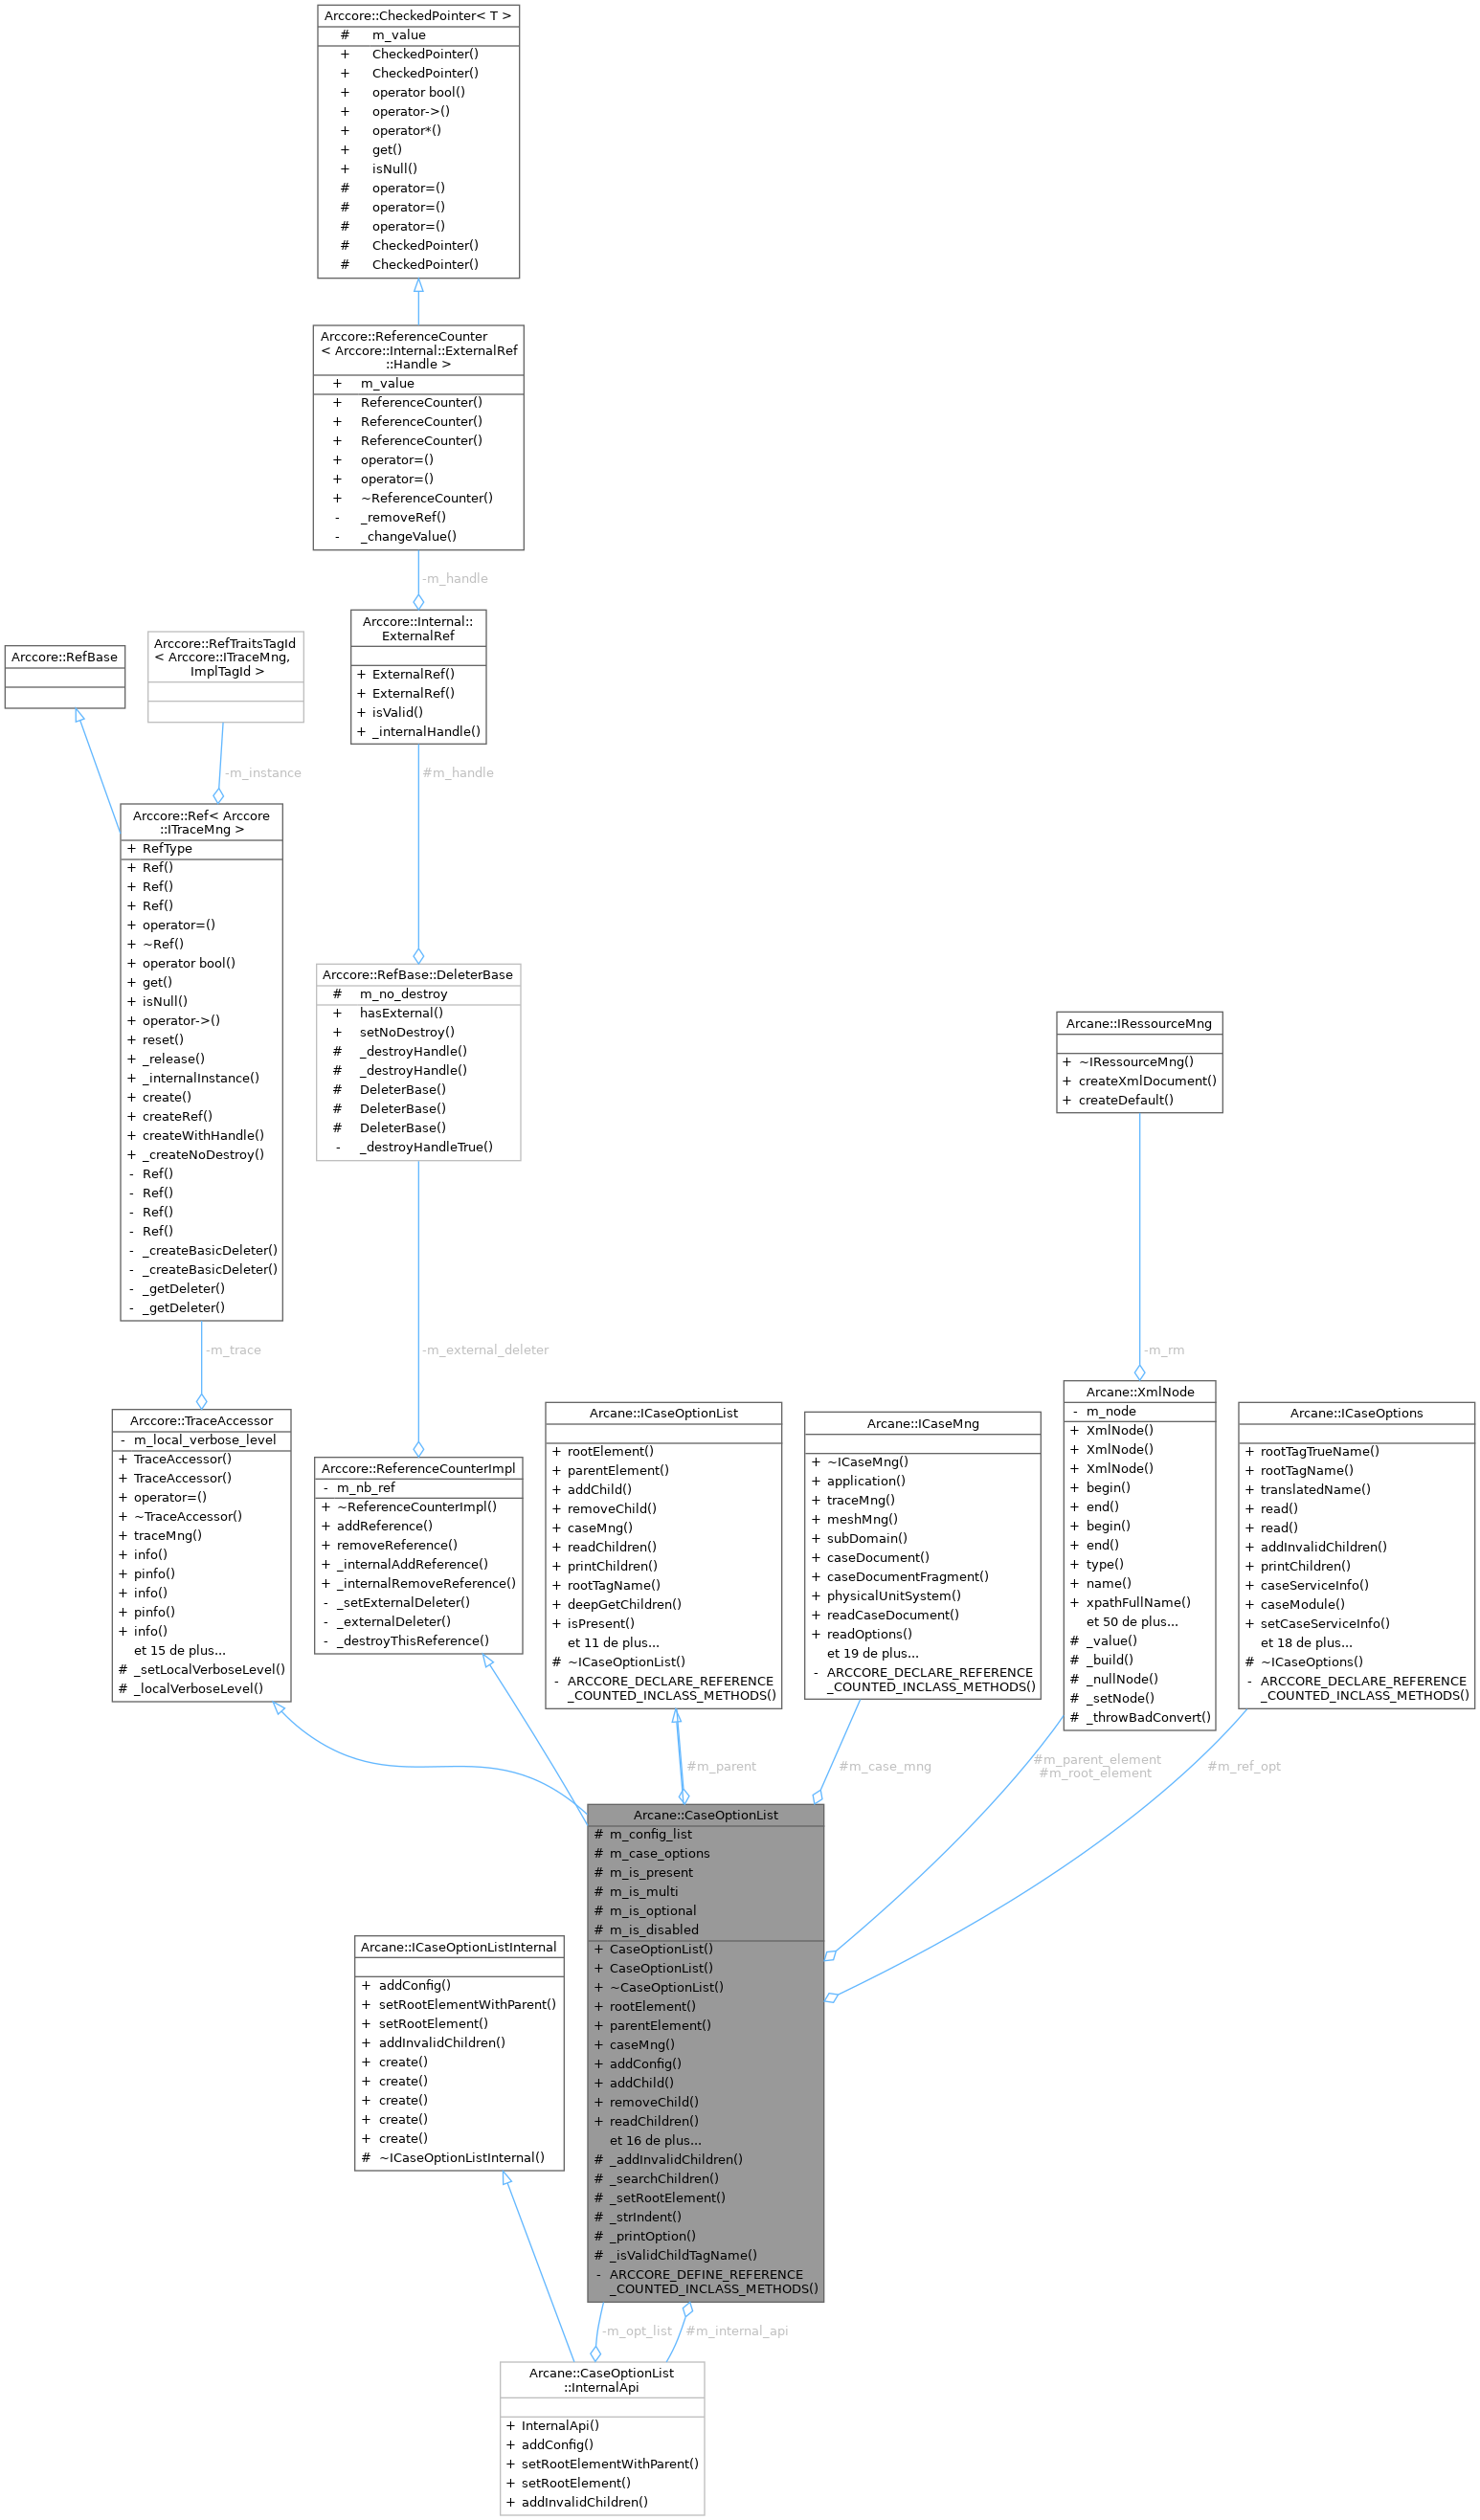 Arccore::CheckedPointer< T >
# m_value
+ CheckedPointer()
+ CheckedPointer()
+ operator bool()
+ operator->()
+ operator*()
+ get()
+ isNull()
# operator=()
# operator=()
# operator=()
# CheckedPointer()
# CheckedPointer()
Arccore::ReferenceCounter
< Arccore::Internal::ExternalRef
::Handle >
+ m_value
+ ReferenceCounter()
+ ReferenceCounter()
+ ReferenceCounter()
+ operator=()
+ operator=()
+ ~ReferenceCounter()
- _removeRef()
- _changeValue()
-m_handle
Arccore::Internal::
ExternalRef
+ ExternalRef()
+ ExternalRef()
+ isValid()
+ _internalHandle()
#m_handle
Arccore::RefBase
Arccore::RefTraitsTagId
< Arccore::ITraceMng,
ImplTagId >
-m_instance
Arccore::Ref< Arccore
::ITraceMng >
+ RefType
+ Ref()
+ Ref()
+ Ref()
+ operator=()
+ ~Ref()
+ operator bool()
+ get()
+ isNull()
+ operator->()
+ reset()
+ _release()
+ _internalInstance()
+ create()
+ createRef()
+ createWithHandle()
+ _createNoDestroy()
- Ref()
- Ref()
- Ref()
- Ref()
- _createBasicDeleter()
- _createBasicDeleter()
- _getDeleter()
- _getDeleter()
-m_trace
Arccore::RefBase::DeleterBase
# m_no_destroy
+ hasExternal()
+ setNoDestroy()
# _destroyHandle()
# _destroyHandle()
# DeleterBase()
# DeleterBase()
# DeleterBase()
- _destroyHandleTrue()
-m_external_deleter
Arcane::IRessourceMng
+ ~IRessourceMng()
+ createXmlDocument()
+ createDefault()
-m_rm
Arccore::TraceAccessor
- m_local_verbose_level
+ TraceAccessor()
+ TraceAccessor()
+ operator=()
+ ~TraceAccessor()
+ traceMng()
+ info()
+ pinfo()
+ info()
+ pinfo()
+ info()
et 15 de plus...
# _setLocalVerboseLevel()
# _localVerboseLevel()
Arccore::ReferenceCounterImpl
- m_nb_ref
+ ~ReferenceCounterImpl()
+ addReference()
+ removeReference()
+ _internalAddReference()
+ _internalRemoveReference()
- _setExternalDeleter()
- _externalDeleter()
- _destroyThisReference()
Arcane::ICaseOptionList
+ rootElement()
+ parentElement()
+ addChild()
+ removeChild()
+ caseMng()
+ readChildren()
+ printChildren()
+ rootTagName()
+ deepGetChildren()
+ isPresent()
et 11 de plus...
# ~ICaseOptionList()
- ARCCORE_DECLARE_REFERENCE
_COUNTED_INCLASS_METHODS()
Arcane::ICaseMng
+ ~ICaseMng()
+ application()
+ traceMng()
+ meshMng()
+ subDomain()
+ caseDocument()
+ caseDocumentFragment()
+ physicalUnitSystem()
+ readCaseDocument()
+ readOptions()
et 19 de plus...
- ARCCORE_DECLARE_REFERENCE
_COUNTED_INCLASS_METHODS()
Arcane::XmlNode
- m_node
+ XmlNode()
+ XmlNode()
+ XmlNode()
+ begin()
+ end()
+ begin()
+ end()
+ type()
+ name()
+ xpathFullName()
et 50 de plus...
# _value()
# _build()
# _nullNode()
# _setNode()
# _throwBadConvert()
Arcane::ICaseOptions
+ rootTagTrueName()
+ rootTagName()
+ translatedName()
+ read()
+ read()
+ addInvalidChildren()
+ printChildren()
+ caseServiceInfo()
+ caseModule()
+ setCaseServiceInfo()
et 18 de plus...
# ~ICaseOptions()
- ARCCORE_DECLARE_REFERENCE
_COUNTED_INCLASS_METHODS()
#m_parent
#m_case_mng
#m_parent_element
#m_root_element
#m_ref_opt
Arcane::CaseOptionList
# m_config_list
# m_case_options
# m_is_present
# m_is_multi
# m_is_optional
# m_is_disabled
+ CaseOptionList()
+ CaseOptionList()
+ ~CaseOptionList()
+ rootElement()
+ parentElement()
+ caseMng()
+ addConfig()
+ addChild()
+ removeChild()
+ readChildren()
et 16 de plus...
# _addInvalidChildren()
# _searchChildren()
# _setRootElement()
# _strIndent()
# _printOption()
# _isValidChildTagName()
- ARCCORE_DEFINE_REFERENCE
_COUNTED_INCLASS_METHODS()
Arcane::ICaseOptionListInternal
+ addConfig()
+ setRootElementWithParent()
+ setRootElement()
+ addInvalidChildren()
+ create()
+ create()
+ create()
+ create()
+ create()
# ~ICaseOptionListInternal()
-m_opt_list
#m_internal_api
Arcane::CaseOptionList
::InternalApi
+ InternalApi()
+ addConfig()
+ setRootElementWithParent()
+ setRootElement()
+ addInvalidChildren()